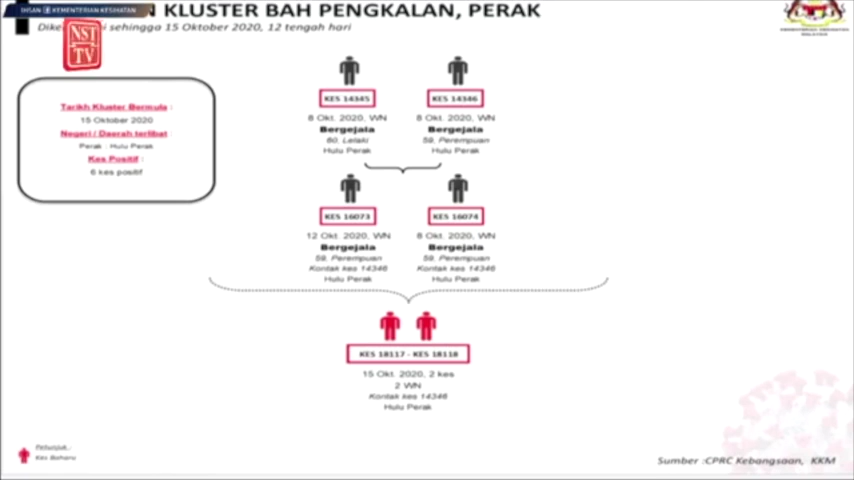 IHSAN KEMENTERIAN KESIHATAN
KLUSTER BAH PENGKALAN, PERAK
sehingga 15 Oktober 2020, 12 tengah hari
NST
TV
Tarikh Kluster Bermula :
15 Oktober 2020
Negeri / Daerah terlibat :
Perak : Hulu Perak
Kes Positif :
6 kes positif
KES 14345
8 Okt. 2020, WN
Bergejala
60, Lelaki
Hulu Perak
KES 14346
8 Okt. 2020, WN
Bergejala
59, Perempuan
Hulu Perak
KES 16073
12 Okt. 2020, WN
Bergejala
59, Perempuan
Kontak kes 14346
Hulu Perak
KES 16074
8 Okt. 2020, WN
Bergejala
59, Perempuan
Kontak kes 14346
Hulu Perak
KES 18117 - KES 18118
15 Okt. 2020, 2 kes
2 WN
Kontak kes 14346
Hulu Perak
Petunjuk :
Kes Baharu
Sumber :CPRC Kebangsaan, KKM